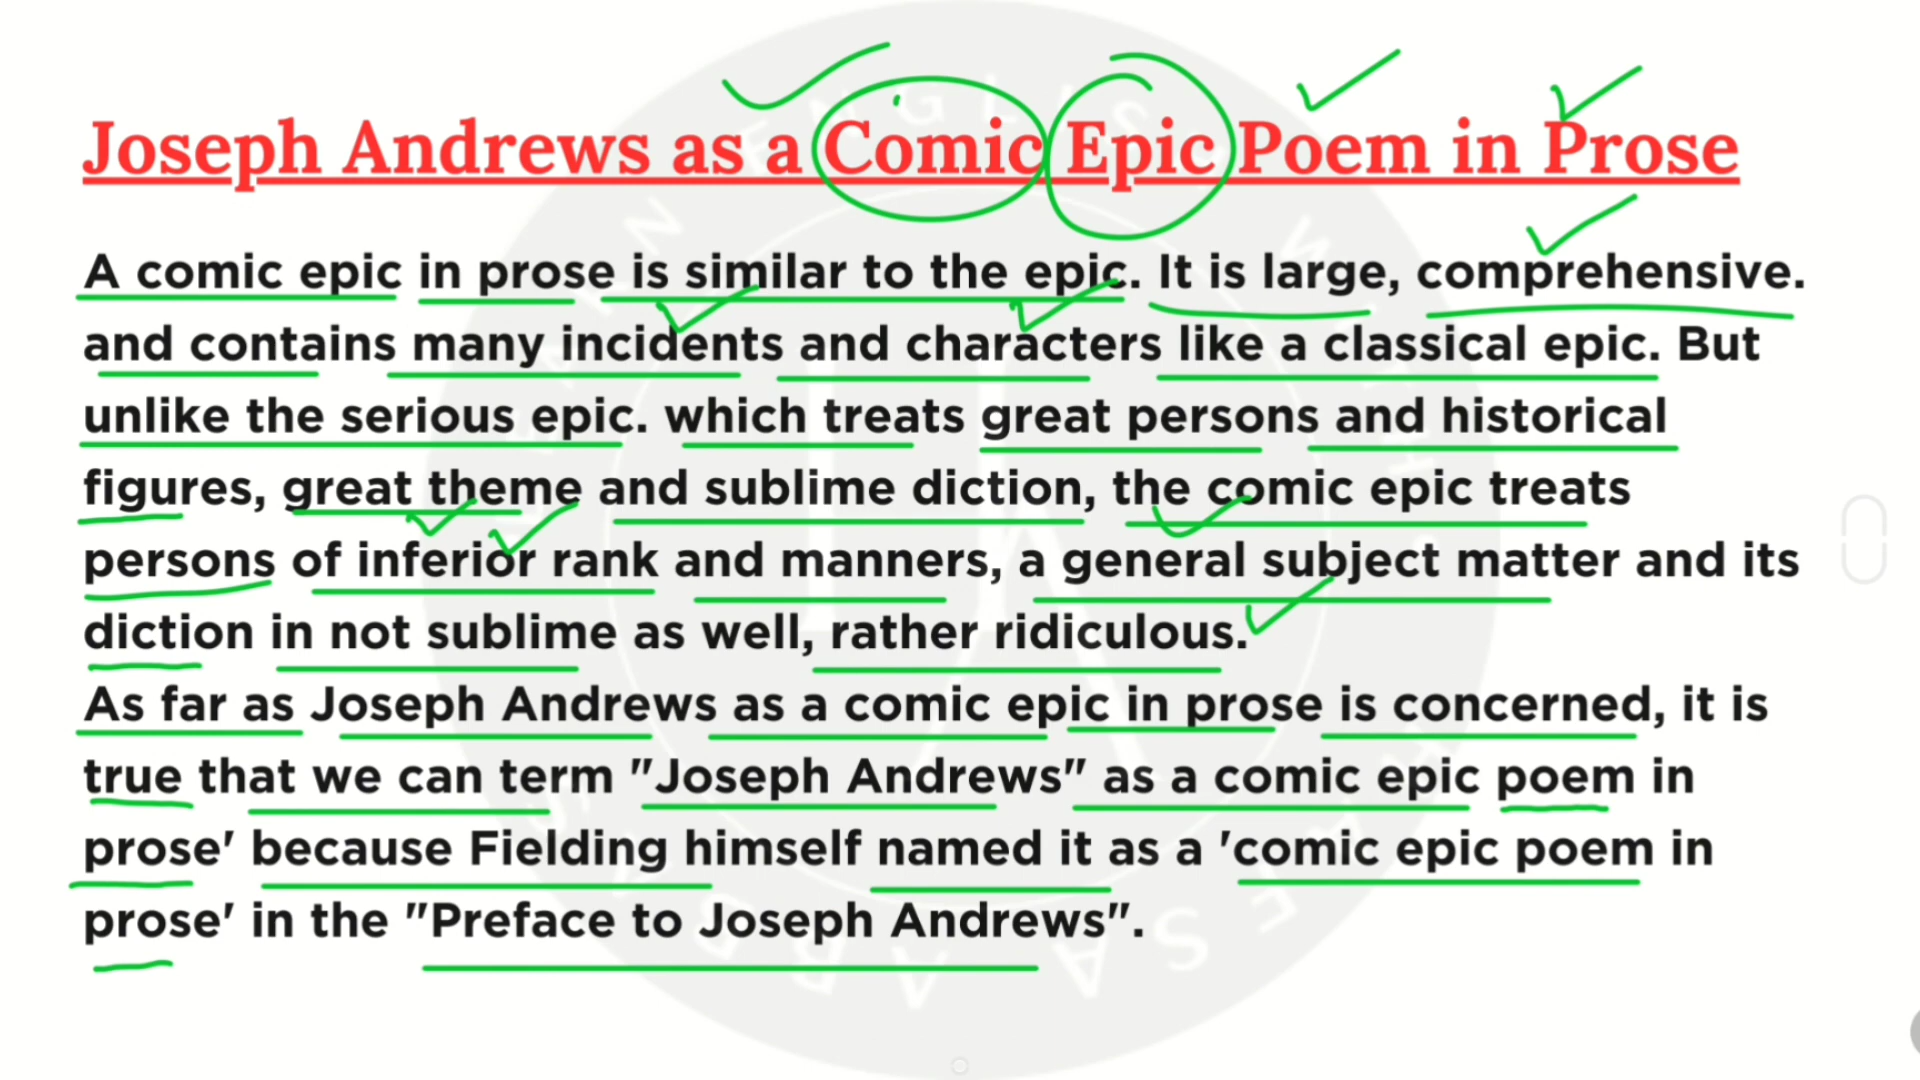 Joseph Andrews as a Comic Epic Poem in Prose
A comic epic in prose is similar to the epic. It is large, comprehensive.
and contains many incidents and characters like a classical epic. But
unlike the serious epic. which treats great persons and historical
figures, great theme and sublime diction, the comic epic treats
persons of inferior rank and manners, a general subject matter and its
diction in not sublime as well, rather ridiculous.
As far as Joseph Andrews as a comic epic in prose is concerned, it is
true that we can term "Joseph Andrews" as a comic epic poem in
prose' because Fielding himself named it as a 'comic epic poem in
prose' in the "Preface to Joseph Andrews".